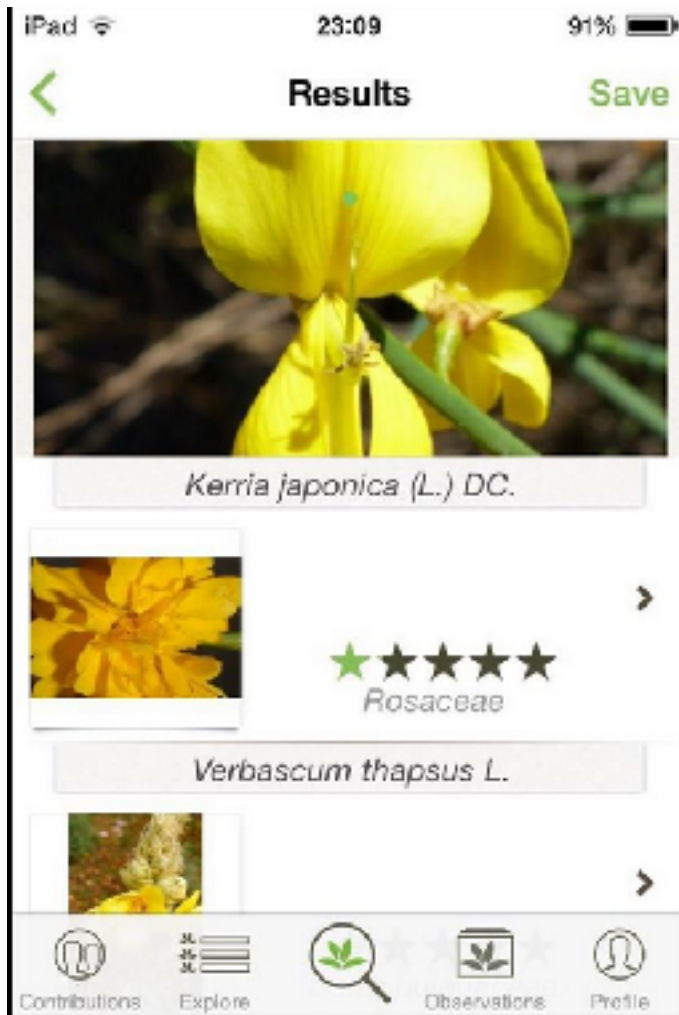 iPad 23:09 91%
Results Save
Kerria japonica (L.) DC.
Rosaceae
Verbascum thapsus L.
Contributions Explore Observations Profile